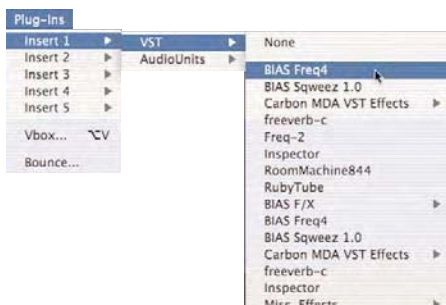 Plug-Ins
Insert 1
Insert 2
Insert 3
Insert 4
Insert 5
Vbox... ⌥V
Bounce...
VST
AudioUnits
None
BIAS Freq4
BIAS Sqweez 1.0
Carbon MDA VST Effects
freeverb-c
Freq-2
Inspector
RoomMachine844
RubyTube
BIAS F/X
BIAS Freq4
BIAS Sqweez 1.0
Carbon MDA VST Effects
freeverb-c
Inspector
Misc. Effects